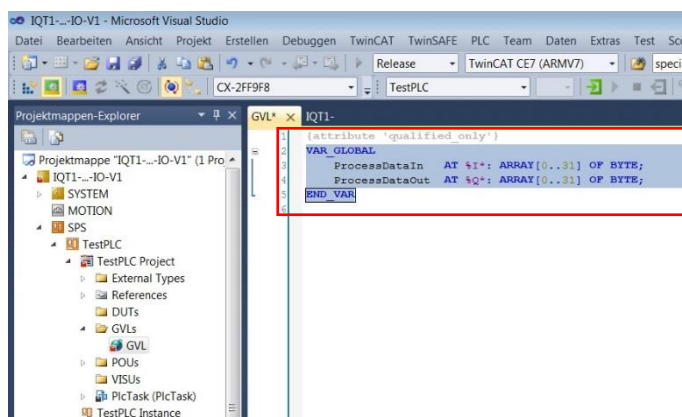 IQT1-...-IO-V1 - Microsoft Visual Studio
Datei Bearbeiten Ansicht Projekt Erstellen Debuggen TwinCAT TwinSAFE PLC Team Daten Extras Test
Release TwinCAT CE7 (ARMV7) speci
CX-2FF9F8 TestPLC
Projektmappen-Explorer
GVL* IQT1-
1 {attribute 'qualified_only'}
2 VAR_GLOBAL
3 ProcessDataIn AT %I*: ARRAY[0..31] OF BYTE;
4 ProcessDataOut AT %Q*: ARRAY[0..31] OF BYTE;
5 END_VAR
6
Projektmappe "IQT1-...-IO-V1" (1 Pro
IQT1-...-IO-V1
SYSTEM
MOTION
SPS
TestPLC
TestPLC Project
External Types
References
DUTs
GVLs
GVL
POUs
VISUs
PlcTask (PlcTask)
TestPLC Instance